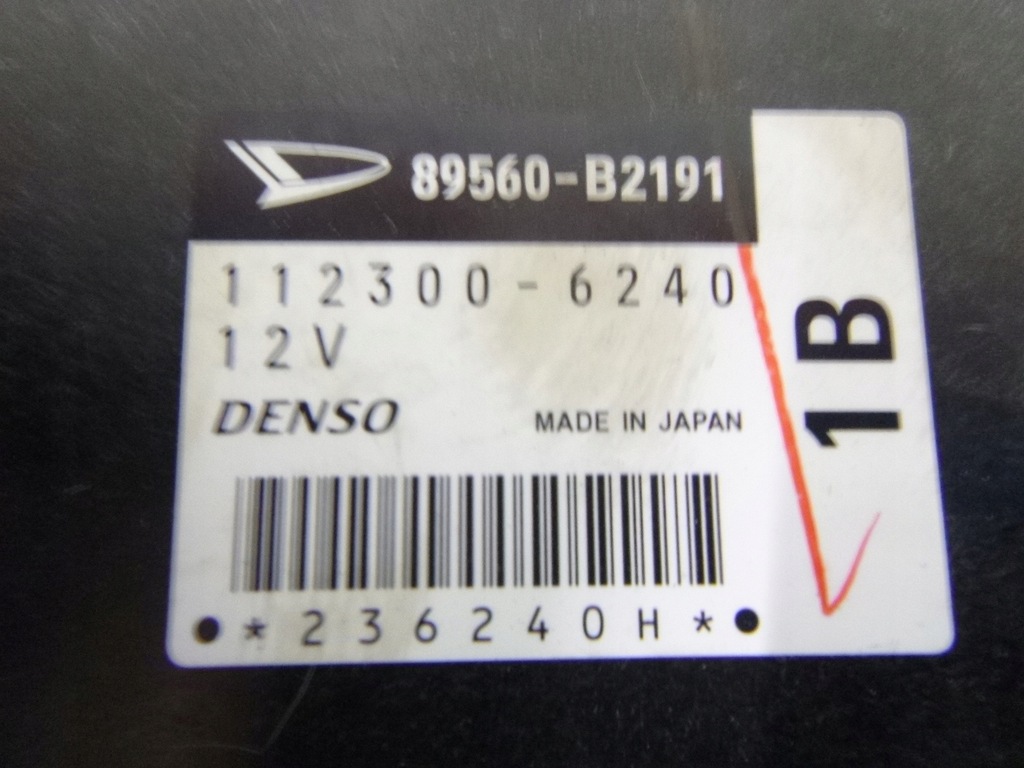 89560-B2191
112300-6240
12V
DENSO MADE IN JAPAN
*236240H*
1B